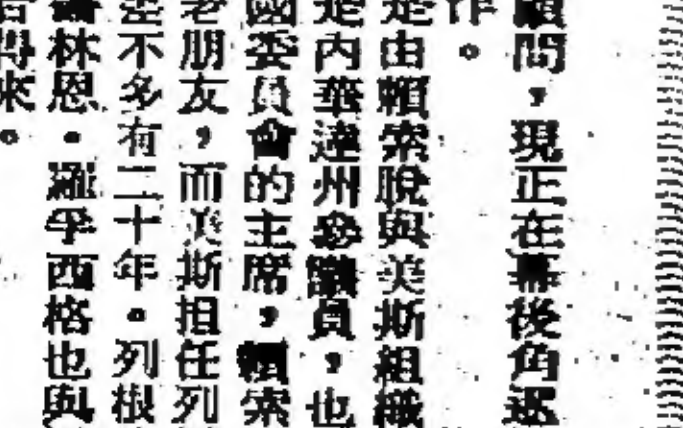 顧問，現正在幕後角逐
作。
是由賴索脫與美斯組織
是內華達州參議員，也
國委員會的主席，賴索
老朋友，而美斯担任列
差不多有二十年。列根
林恩．羅孚西格也與
得來。